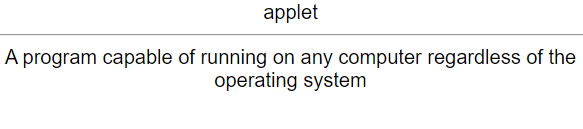 applet
A program capable of running on any computer regardless of the
operating system